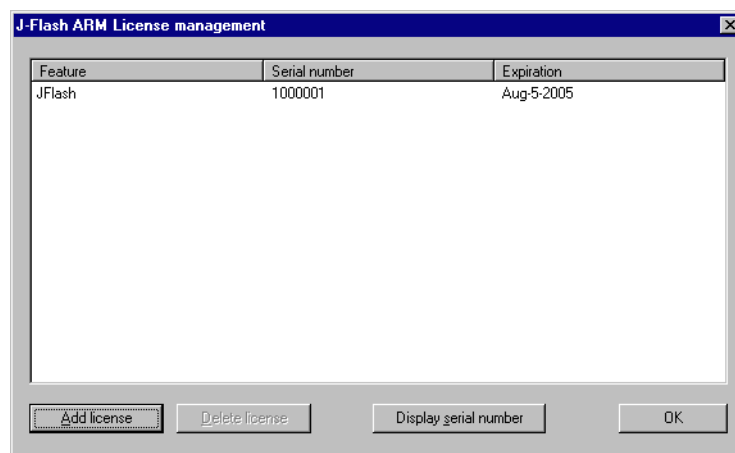 J-Flash ARM License management
Feature Serial number Expiration
JFlash 1000001 Aug-5-2005
Add license Delete license Display serial number OK